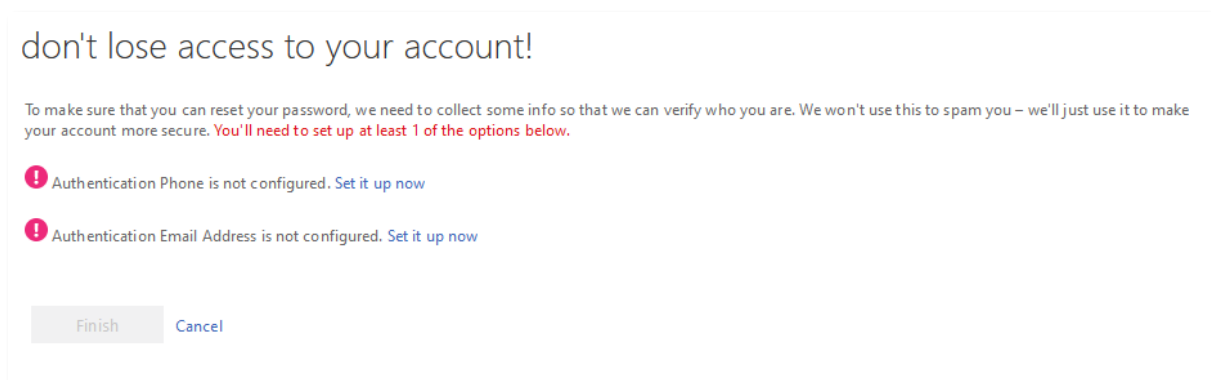 don't lose access to your account!
To make sure that you can reset your password, we need to collect some info so that we can verify who you are. We won't use this to spam you – we'll just use it to make
your account more secure. You'll need to set up at least 1 of the options below.
! Authentication Phone is not configured. Set it up now
! Authentication Email Address is not configured. Set it up now
Finish Cancel